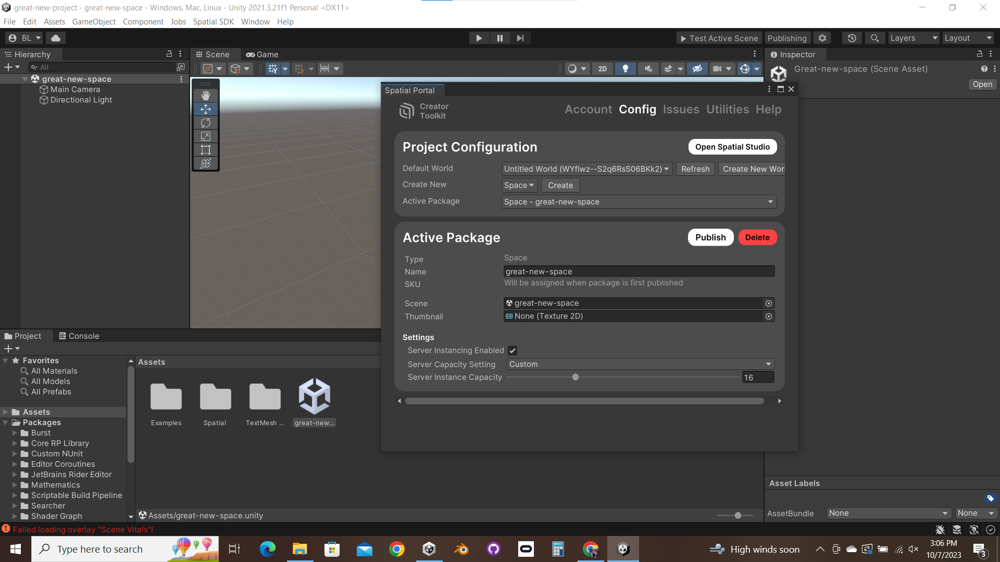 great-new-project - great-new-space - Windows, Mac, Linux - Unity 2021.3.21f1 Personal <DX11>
File Edit Assets GameObject Component Jobs Spatial SDK Window Help
BL
Test Active Scene Publishing Layers Layout
Hierarchy
Scene Game
Inspector
All
2D
Great-new-space (Scene Asset)
Open
great-new-space
Main Camera
Directional Light
Spatial Portal
Creator
Toolkit
Account Config Issues Utilities Help
Project Configuration Open Spatial Studio
Default World Untitled World (WYflwz--S2q6RsS06BKk2) Refresh Create New Wor
Create New Space Create
Active Package Space - great-new-space
Active Package Publish Delete
Type Space
Name great-new-space
SKU Will be assigned when package is first published
Scene great-new-space
Thumbnail None (Texture 2D)
Settings
Server Instancing Enabled
Server Capacity Setting Custom
Server Instance Capacity 16
Project Console
Favorites
All Materials
All Models
All Prefabs
Assets
Packages
Burst
Core RP Library
Custom NUnit
Editor Coroutines
JetBrains Rider Editor
Mathematics
Scriptable Build Pipeline
Searcher
Shader Graph
Assets
Examples Spatial TextMesh ... great-new...
Assets/great-new-space.unity
Asset Labels
AssetBundle None None
Failed loading overlay "Scene Vitals"!
Type here to search
High winds soon
3:06 PM
10/7/2023
3